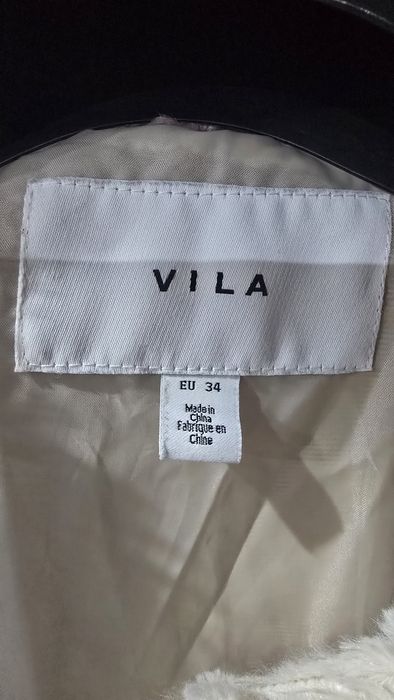 VILA
EU 34
Made in
China
Fabriqué en
Chine